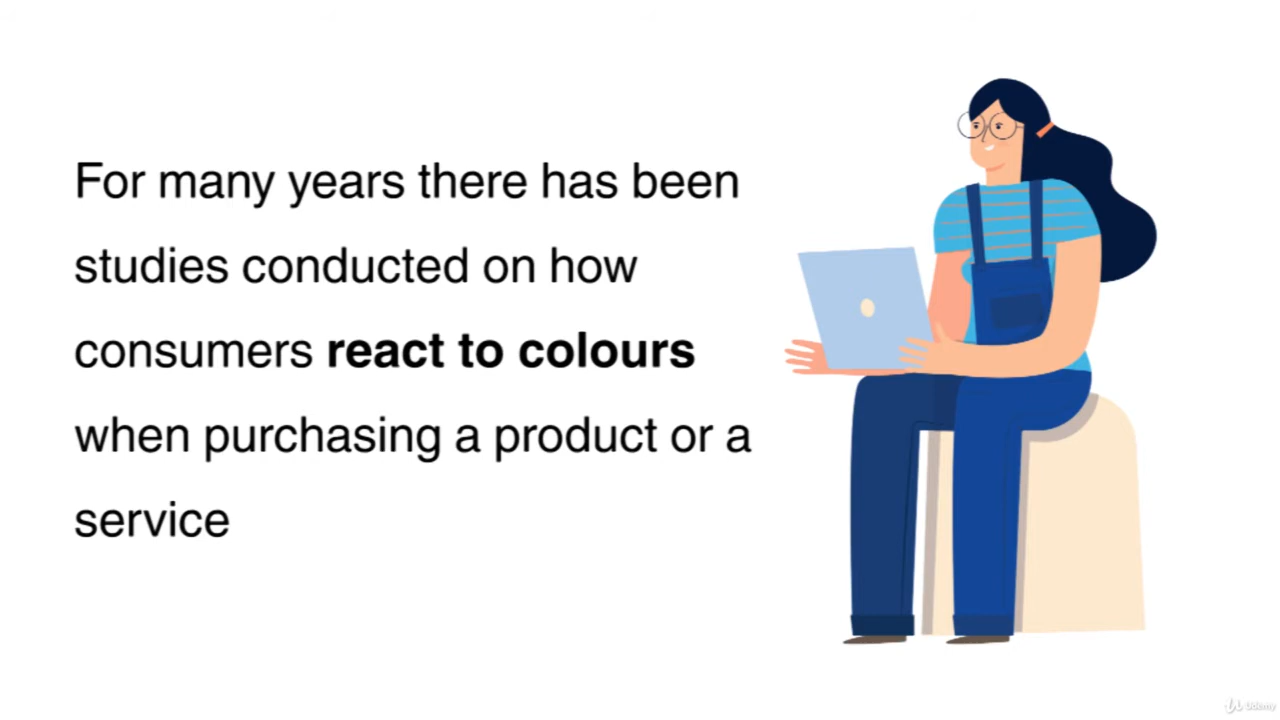 For many years there has been
studies conducted on how
consumers react to colours
when purchasing a product or a
service
Udemy